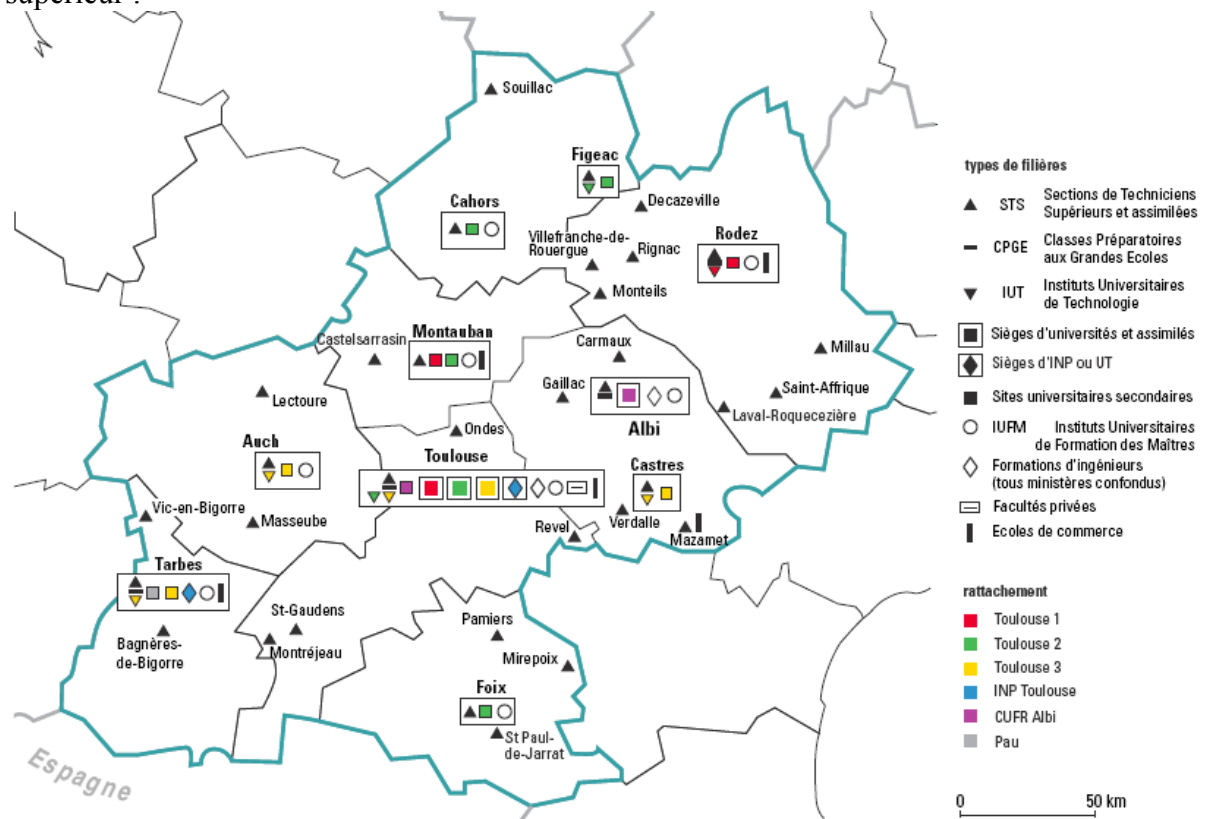 supérieur ?
Souillac
Figeac
Decazeville
Cahors
Villefranche-de-
Rouergue
Rignac
Rodez
Monteils
Castelsarrasin
Montauban
Carmaux
Millau
Gaillac
Saint-Affrique
Lectoure
Laval-Roquecezière
Albi
Ondes
Auch
Toulouse
Castres
Vic-en-Bigorre
Masseube
Revel
Verdalle
Mazamet
Tarbes
St-Gaudens
Pamiers
Bagnères-
de-Bigorre
Montréjeau
Mirepoix
Foix
St Paul-
de-Jarrat
Espagne
types de filières
STS Sections de Techniciens
Supérieurs et assimilées
CPGE Classes Préparatoires
aux Grandes Ecoles
IUT Instituts Universitaires
de Technologie
Sièges d'universités et assimilés
Sièges d'INP ou UT
Sites universitaires secondaires
IUFM Instituts Universitaires
de Formation des Maîtres
Formations d'ingénieurs
(tous ministères confondus)
Facultés privées
Ecoles de commerce
rattachement
Toulouse 1
Toulouse 2
Toulouse 3
INP Toulouse
CUFR Albi
Pau
0 50 km